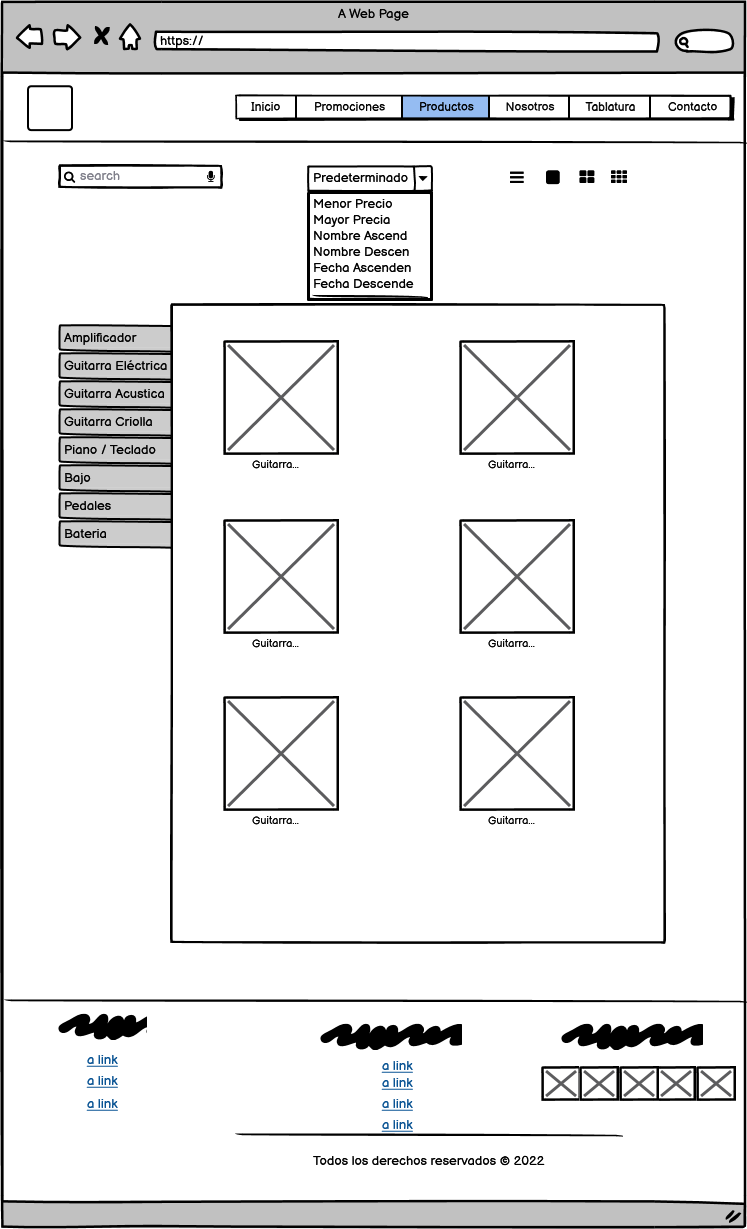 A Web Page
https://
Inicio Promociones Productos Nosotros Tablatura Contacto
search
Predeterminado
Menor Precio
Mayor Precia
Nombre Ascend
Nombre Descen
Fecha Ascenden
Fecha Descende
Amplificador
Guitarra Eléctrica
Guitarra Acustica
Guitarra Criolla
Piano / Teclado
Bajo
Pedales
Bateria
Guitarra... Guitarra...
Guitarra... Guitarra...
Guitarra... Guitarra...
a link
a link
a link
a link
a link
a link
a link
Todos los derechos reservados © 2022